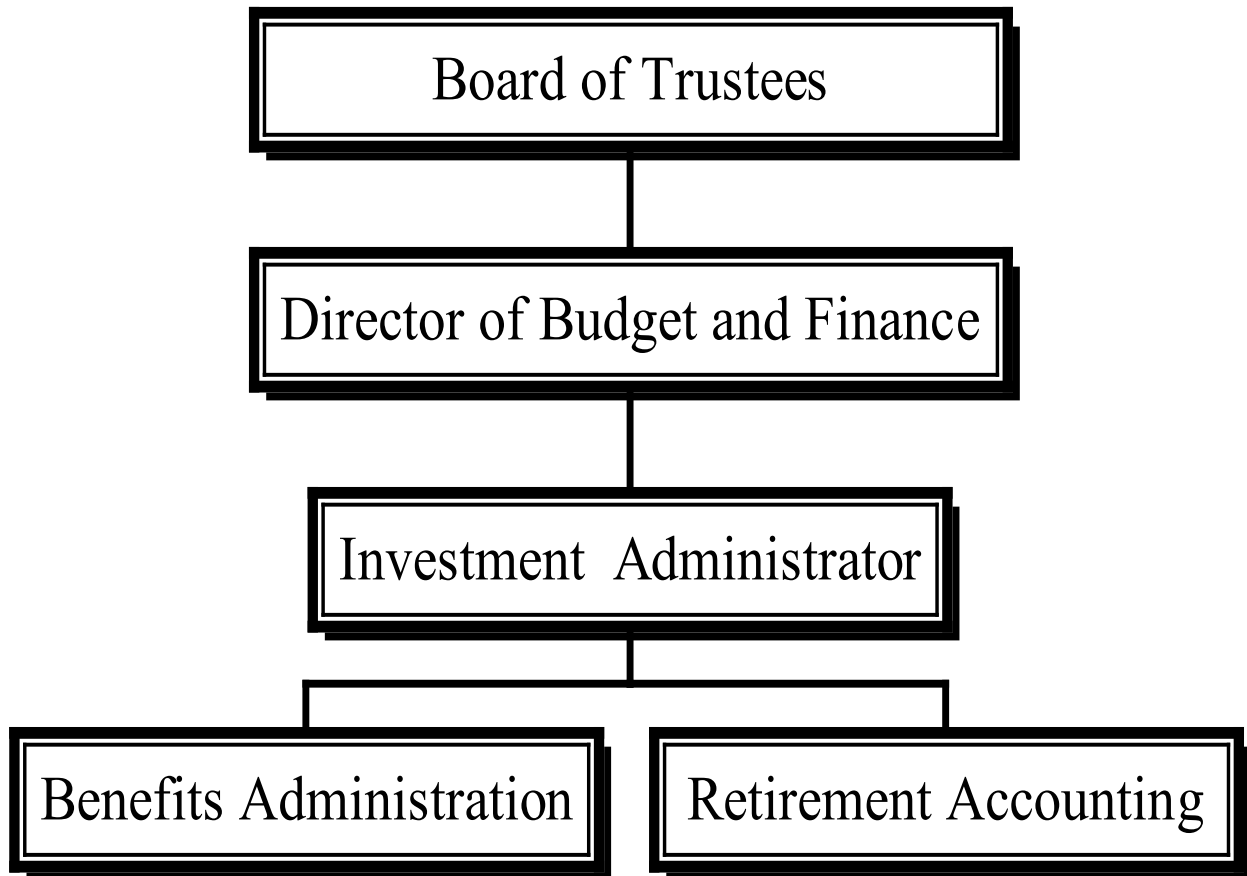 Board of Trustees
Director of Budget and Finance
Investment  Administrator
Benefits Administration
Retirement Accounting